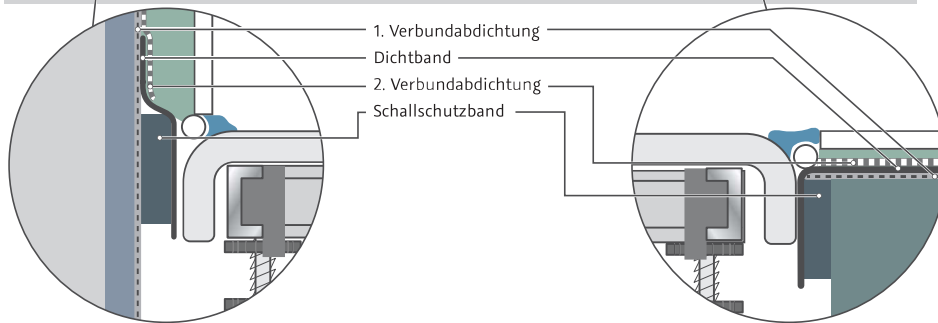 1. Verbundabdichtung
Dichtband
2. Verbundabdichtung
Schallschutzband